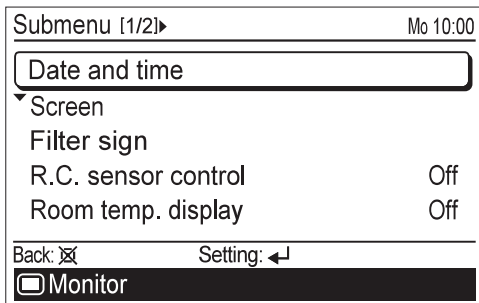 Submenu [1/2]▸ Mo 10:00
Date and time
Screen
Filter sign
R.C. sensor control Off
Room temp. display Off
Back: Setting:
Monitor